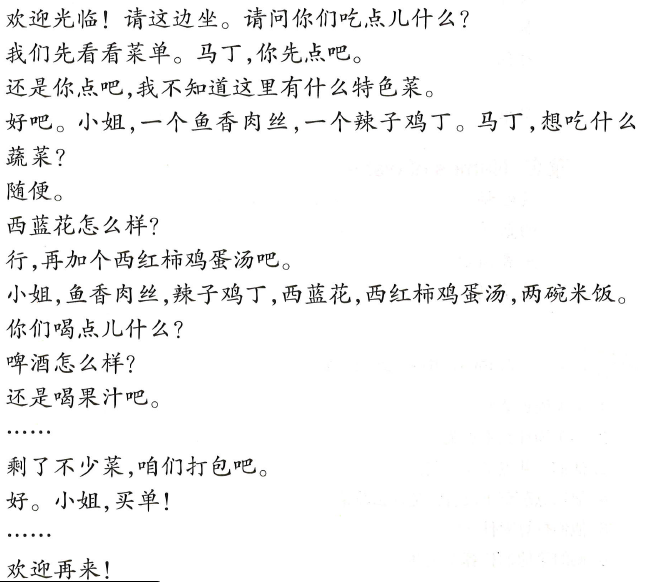 欢迎光临！请这边坐。请问你们吃点儿什么？
我们先看看菜单。马丁，你先点吧。
还是你点吧，我不知道这里有什么特色菜。
好吧。小姐，一个鱼香肉丝，一个辣子鸡丁。马丁，想吃什么
蔬菜？
随便。
西蓝花怎么样？
行，再加个西红柿鸡蛋汤吧。
小姐，鱼香肉丝，辣子鸡丁，西蓝花，西红柿鸡蛋汤，两碗米饭。
你们喝点儿什么？
啤酒怎么样？
还是喝果汁吧。
……
剩了不少菜，咱们打包吧。
好。小姐，买单！
……
欢迎再来！